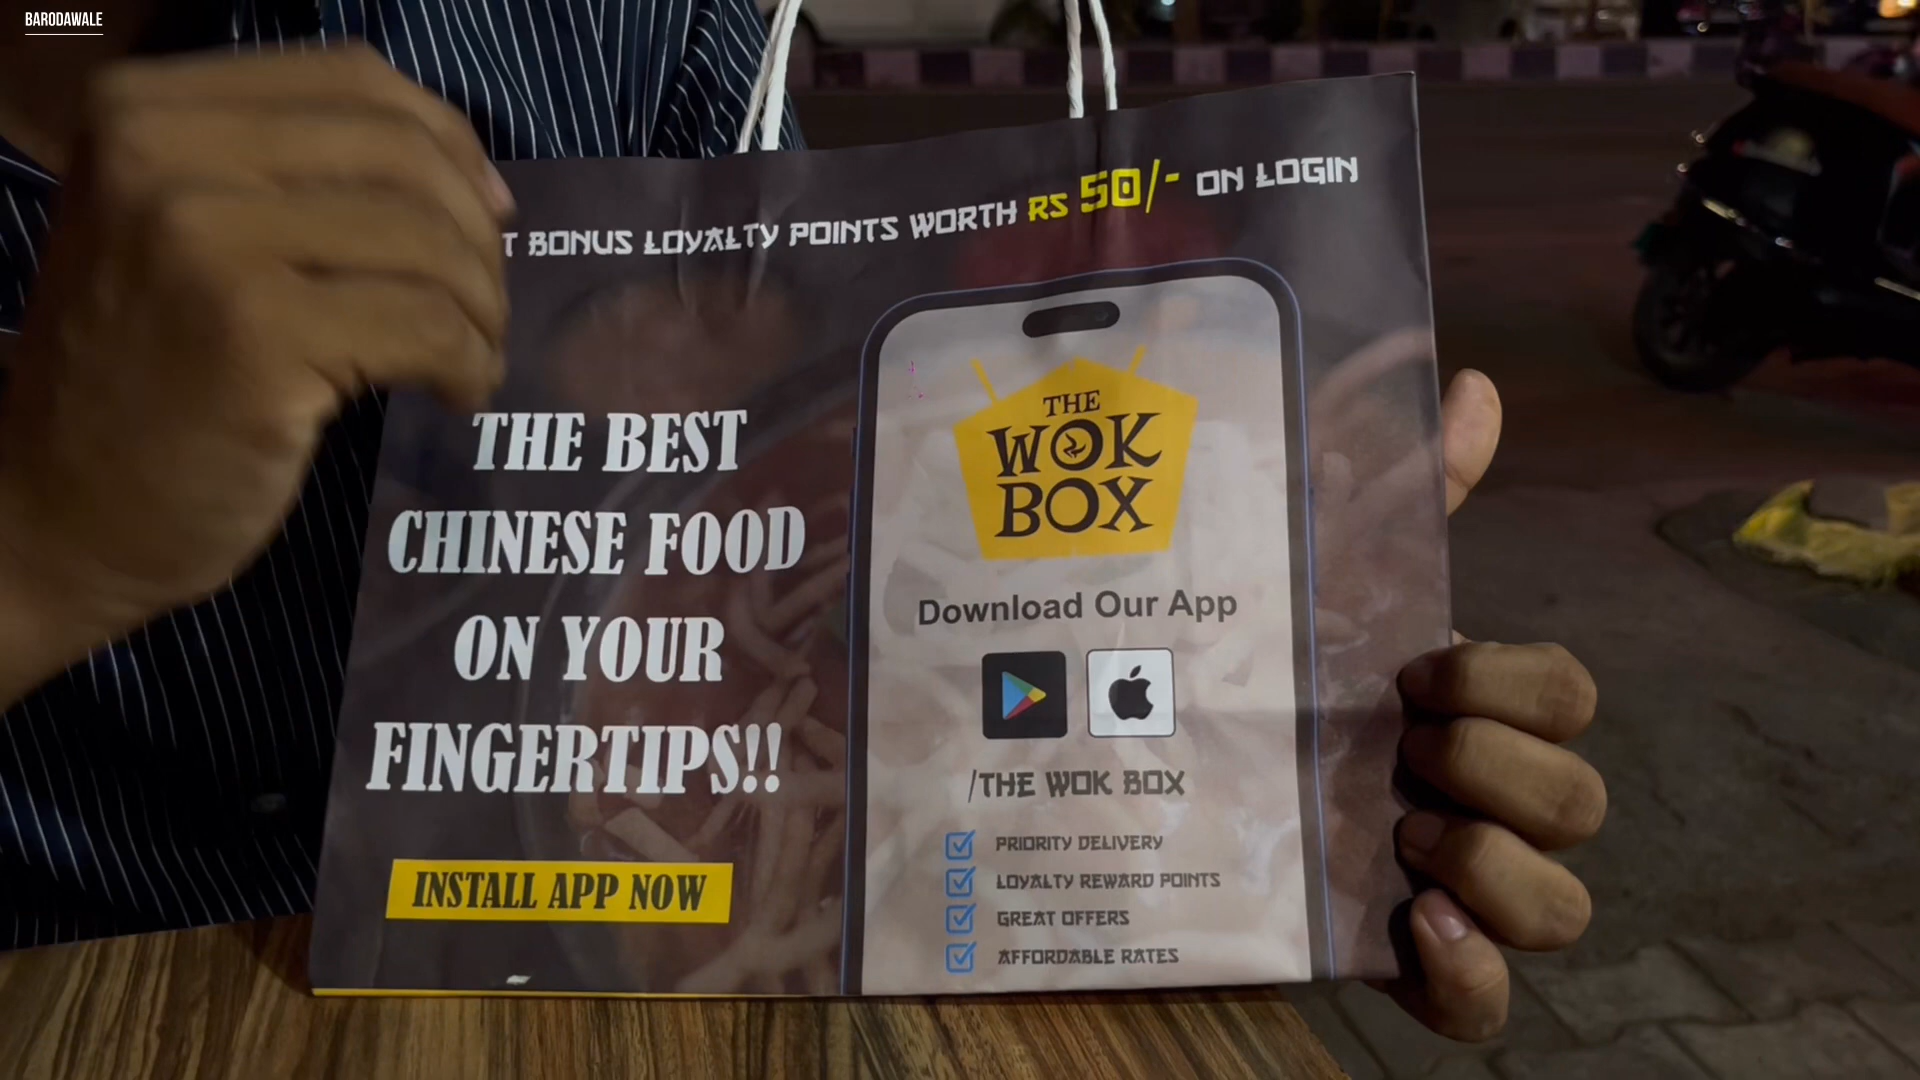 BARODAWALE
BONUS LOYALTY POINTS WORTH RS 50/- ON LOGIN
THE BEST
CHINESE FOOD
ON YOUR
FINGERTIPS!!
INSTALL APP NOW
THE
WOK
BOX
Download Our App
/THE WOK BOX
PRIORITY DELIVERY
LOYALTY REWARD POINTS
GREAT OFFERS
AFFORDABLE RATES